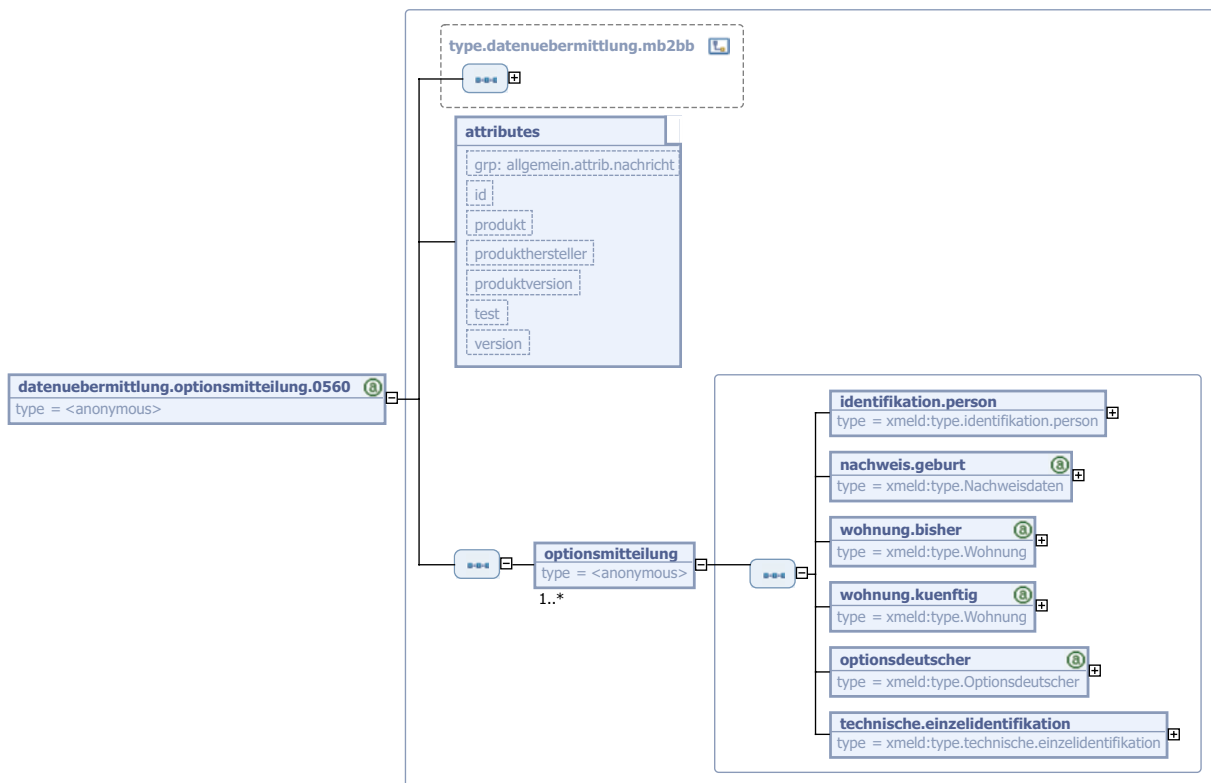 type.datenuebermittlung.mb2bb
attributes
grp: allgemein.attrib.nachricht
id
produkt
produkthersteller
produktversion
test
version
datenuebermittlung.optionsmitteilung.0560
type = <anonymous>
optionsmitteilung
type = <anonymous>
1..*
identifikation.person
type = xmeld:type.identifikation.person
nachweis.geburt
type = xmeld:type.Nachweisdaten
wohnung.bisher
type = xmeld:type.Wohnung
wohnung.kuenftig
type = xmeld:type.Wohnung
optionsdeutscher
type = xmeld:type.Optionsdeutscher
technische.einzelidentifikation
type = xmeld:type.technische.einzelidentifikation